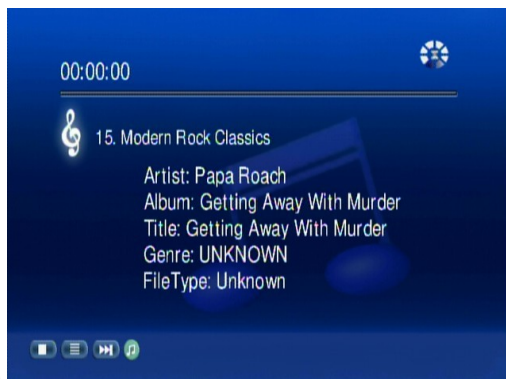 00:00:00
15. Modern Rock Classics
Artist: Papa Roach
Album: Getting Away With Murder
Title: Getting Away With Murder
Genre: UNKNOWN
FileType: Unknown